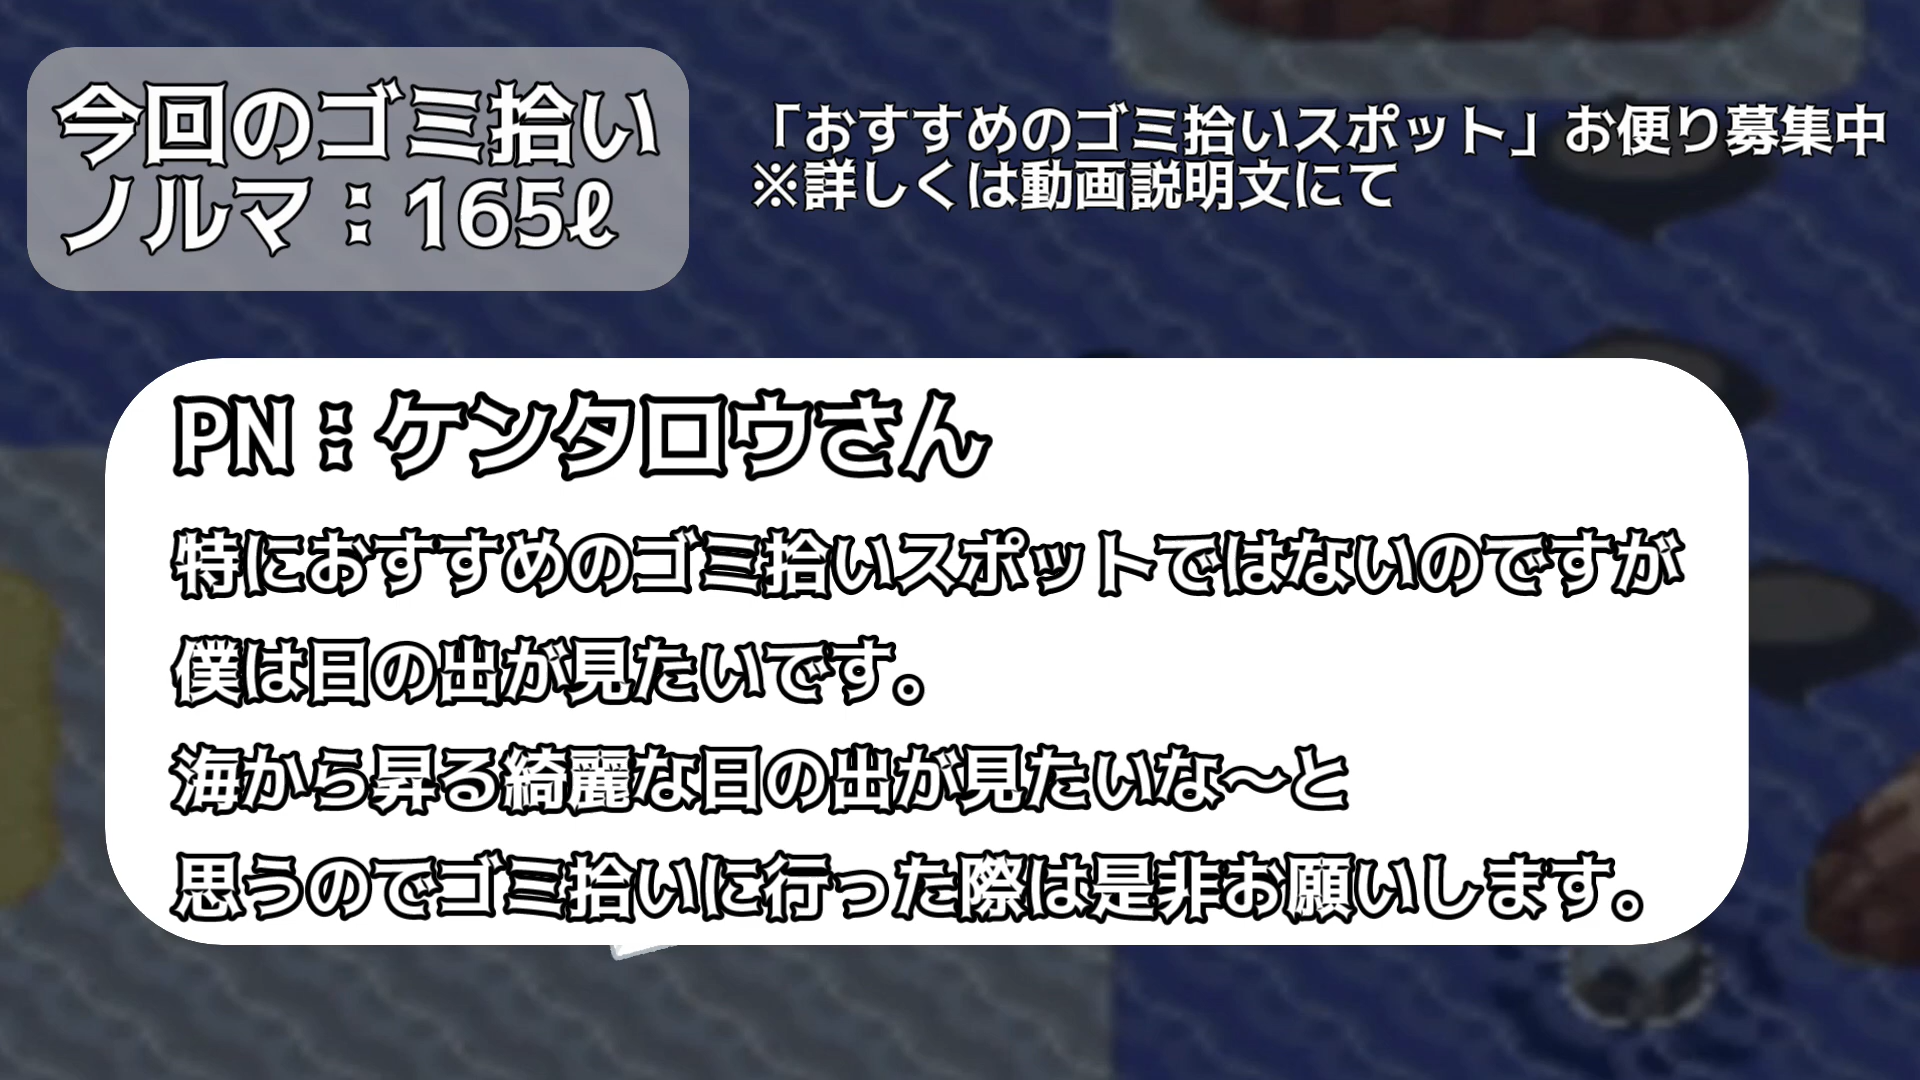 今回のゴミ拾い
ノルマ：165ℓ
「おすすめのゴミ拾いスポット」お便り募集中
※詳しくは動画説明文にて
PN：ケンタロウさん
特におすすめのゴミ拾いスポットではないのですが
僕は日の出が見たいです。
海から昇る綺麗な日の出が見たいな～と
思うのでゴミ拾いに行った際は是非お願いします。